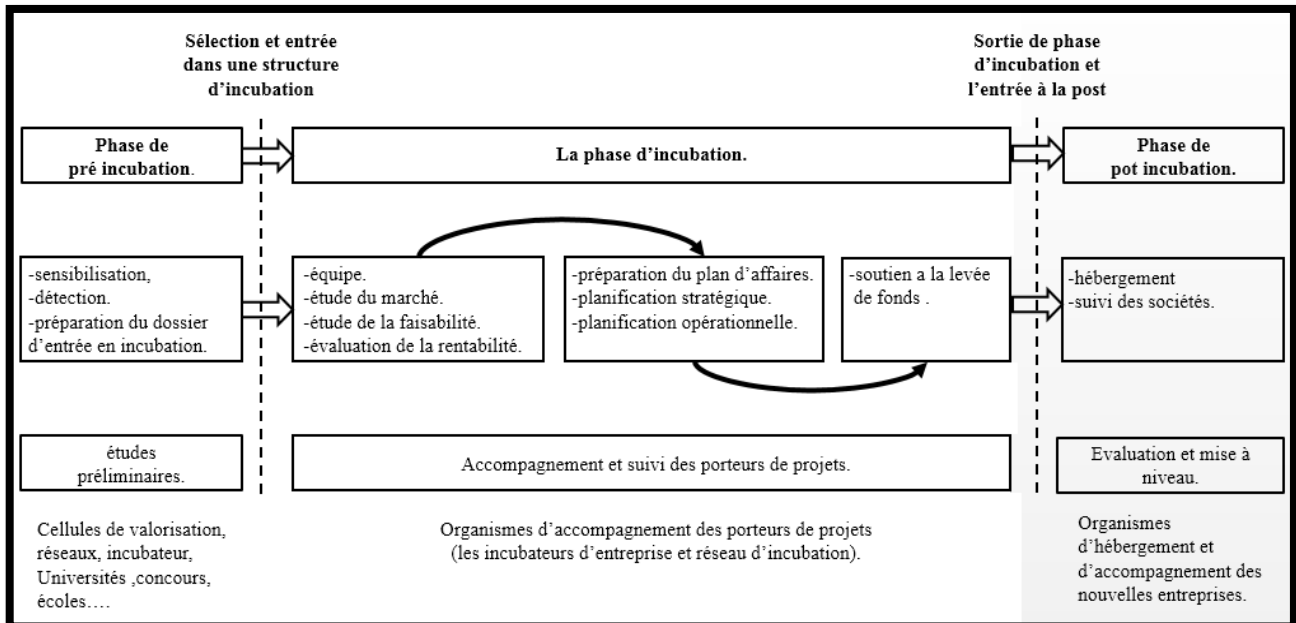 Sélection et entrée
dans une structure
d’incubation
Sortie de phase
d’incubation et
l’entrée à la post
Phase de
pré incubation.
La phase d’incubation.
Phase de
pot incubation.
-sensibilisation,
-détection.
-préparation du dossier
d’entrée en incubation.
-équipe.
-étude du marché.
-étude de la faisabilité.
-évaluation de la rentabilité.
-préparation du plan d’affaires.
-planification stratégique.
-planification opérationnelle.
-soutien a la levée
de fonds .
-hébergement
-suivi des sociétés.
études
préliminaires.
Accompagnement et suivi des porteurs de projets.
Evaluation et mise à
niveau.
Cellules de valorisation,
réseaux, incubateur,
Universités ,concours,
écoles….
Organismes d’accompagnement des porteurs de projets
(les incubateurs d’entreprise et réseau d’incubation).
Organismes
d’hébergement et
d’accompagnement des
nouvelles entreprises.